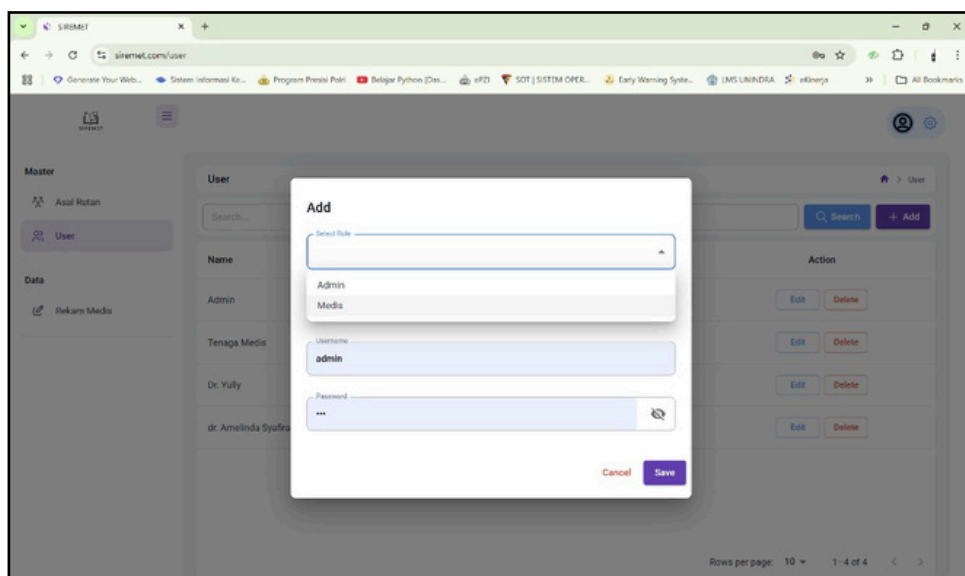 SIREMET
siremet.com/user
Generate Your Web... Sistem Informasi Ke... Program Presisi Polri Belajar Python [Das... ePZI SOT | SISTEM OPER... Early Warning Syste... LMS UNINDRA eKinerja All Bookmarks
SIREMET
Master
Asal Rutan
User
Data
Rekam Medis
User
User
Search...
Search
+ Add
Name
Action
Admin
Edit Delete
Tenaga Medis
Edit Delete
Dr. Yully
Edit Delete
dr. Amelinda Syafira
Edit Delete
Add
Select Role
Admin
Medis
Username
admin
Password
Cancel Save
Rows per page: 10 1-4 of 4